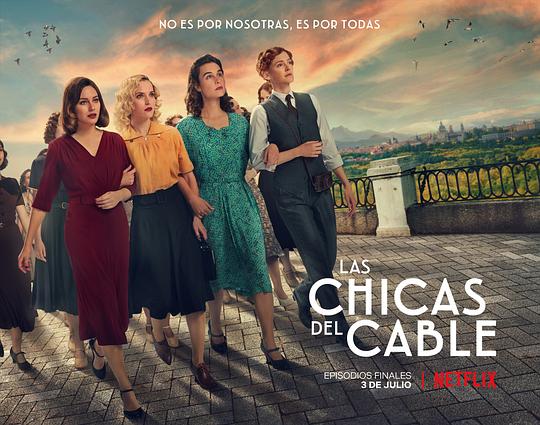 NO ES POR NOSOTRAS, ES POR TODAS
LAS
CHICAS
DEL CABLE
EPISODIOS FINALES
3 DE JULIO | NETFLIX